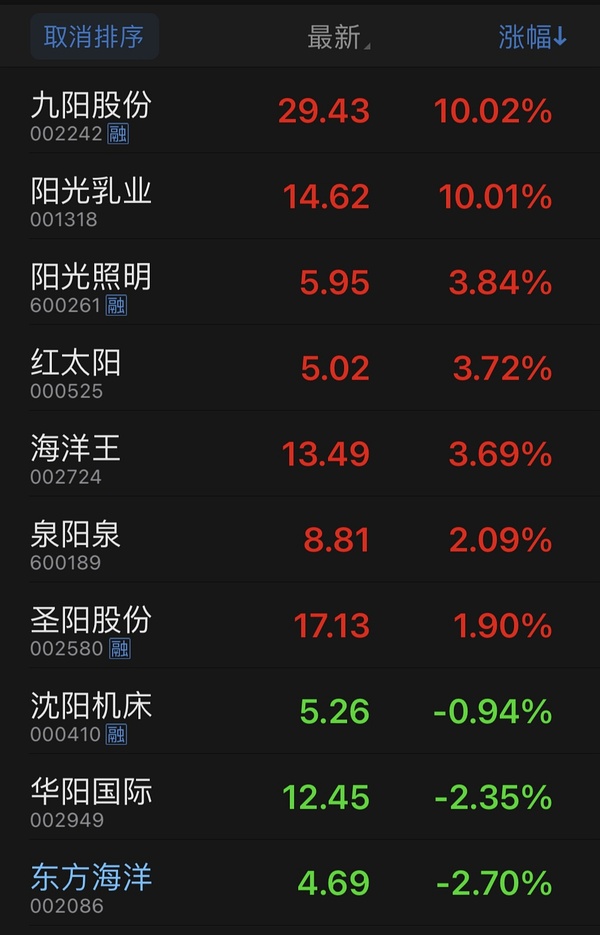 取消排序 最新 涨幅↓
九阳股份 29.43 10.02%
002242 融
阳光乳业 14.62 10.01%
001318
阳光照明 5.95 3.84%
600261 融
红太阳 5.02 3.72%
000525
海洋王 13.49 3.69%
002724
泉阳泉 8.81 2.09%
600189
圣阳股份 17.13 1.90%
002580 融
沈阳机床 5.26 -0.94%
000410 融
华阳国际 12.45 -2.35%
002949
东方海洋 4.69 -2.70%
002086